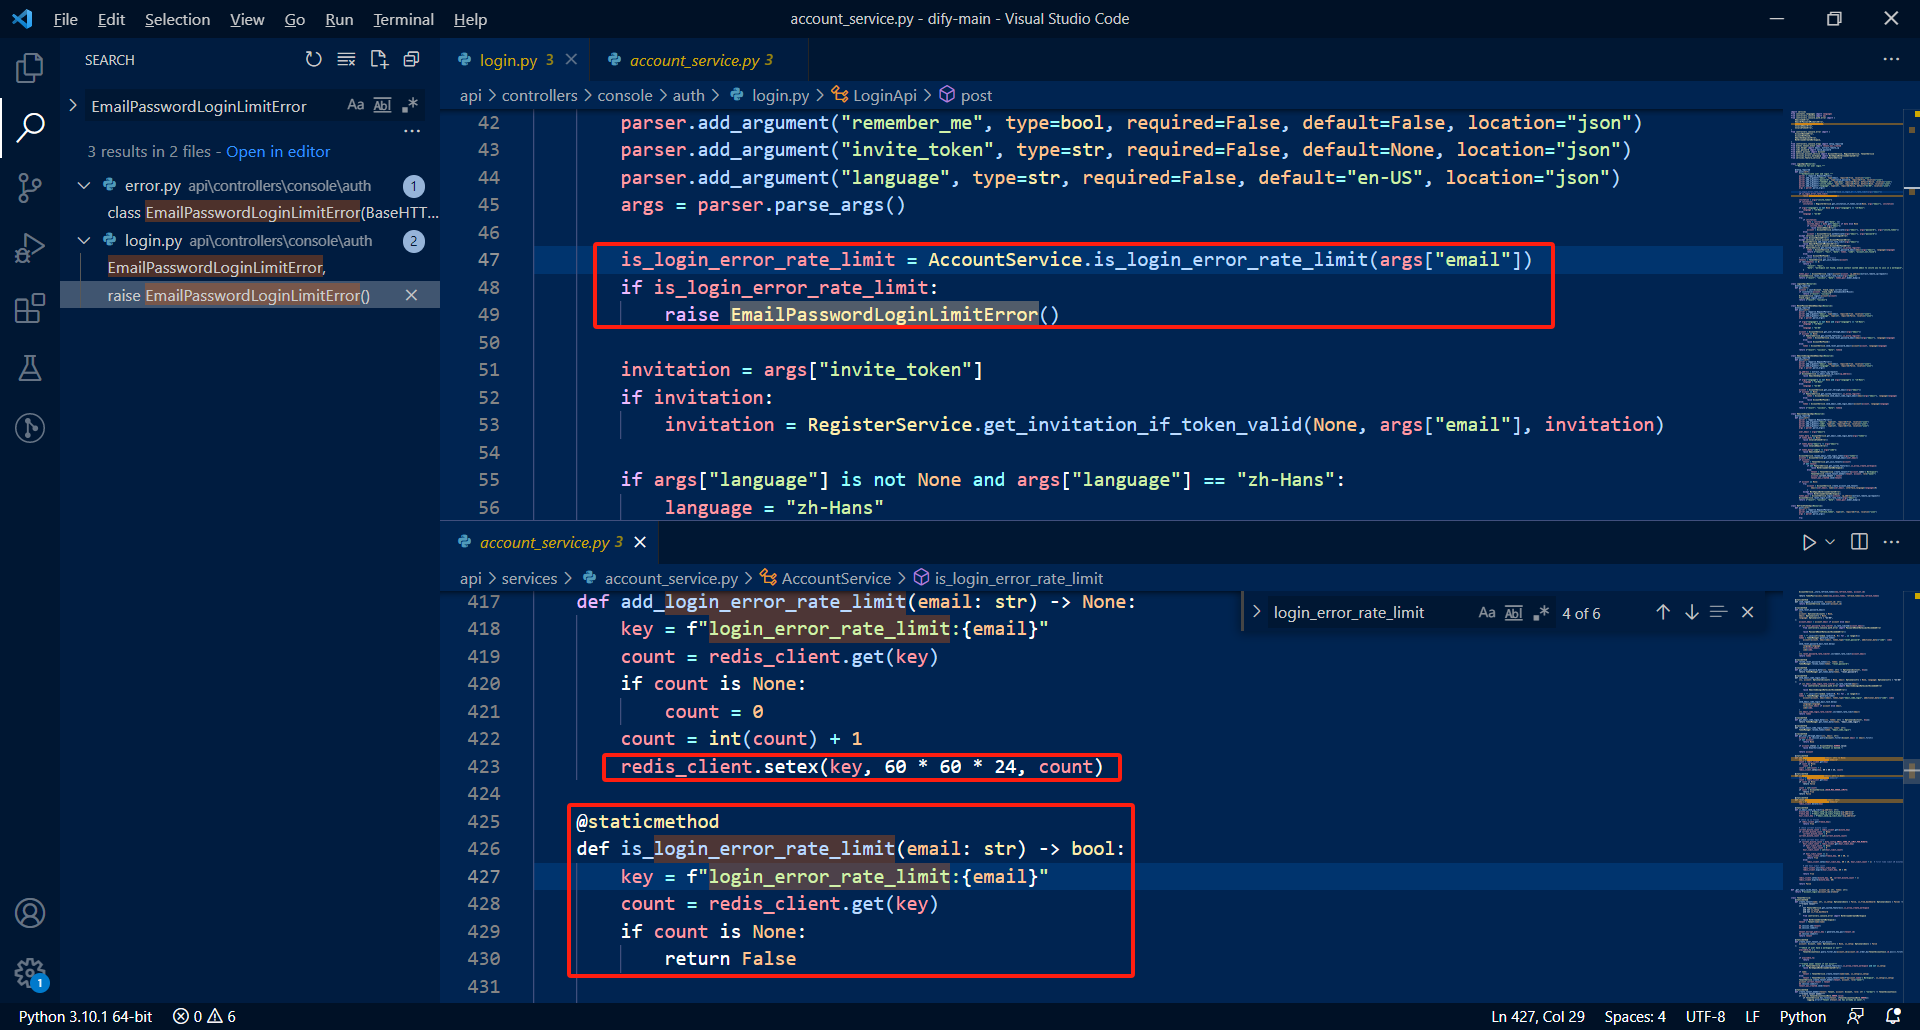 File Edit Selection View Go Run Terminal Help
account_service.py - dify-main - Visual Studio Code
SEARCH
EmailPasswordLoginLimitError
Aa Abl .*
3 results in 2 files - Open in editor
error.py api\controllers\console\auth 1
class EmailPasswordLoginLimitError(BaseHTT...
login.py api\controllers\console\auth 2
EmailPasswordLoginLimitError,
raise EmailPasswordLoginLimitError()
login.py 3
account_service.py 3
api > controllers > console > auth > login.py > LoginApi > post
42 parser.add_argument("remember_me", type=bool, required=False, default=False, location="json")
43 parser.add_argument("invite_token", type=str, required=False, default=None, location="json")
44 parser.add_argument("language", type=str, required=False, default="en-US", location="json")
45 args = parser.parse_args()
46
47 is_login_error_rate_limit = AccountService.is_login_error_rate_limit(args["email"])
48 if is_login_error_rate_limit:
49 raise EmailPasswordLoginLimitError()
50
51 invitation = args["invite_token"]
52 if invitation:
53 invitation = RegisterService.get_invitation_if_token_valid(None, args["email"], invitation)
54
55 if args["language"] is not None and args["language"] == "zh-Hans":
56 language = "zh-Hans"
account_service.py 3
api > services > account_service.py > AccountService > is_login_error_rate_limit
login_error_rate_limit Aa Abl .* 4 of 6
417 def add_login_error_rate_limit(email: str) -> None:
418 key = f"login_error_rate_limit:{email}"
419 count = redis_client.get(key)
420 if count is None:
421 count = 0
422 count = int(count) + 1
423 redis_client.setex(key, 60 * 60 * 24, count)
424
425 @staticmethod
426 def is_login_error_rate_limit(email: str) -> bool:
427 key = f"login_error_rate_limit:{email}"
428 count = redis_client.get(key)
429 if count is None:
430 return False
431
1
Python 3.10.1 64-bit 0 6
Ln 427, Col 29 Spaces: 4 UTF-8 LF Python